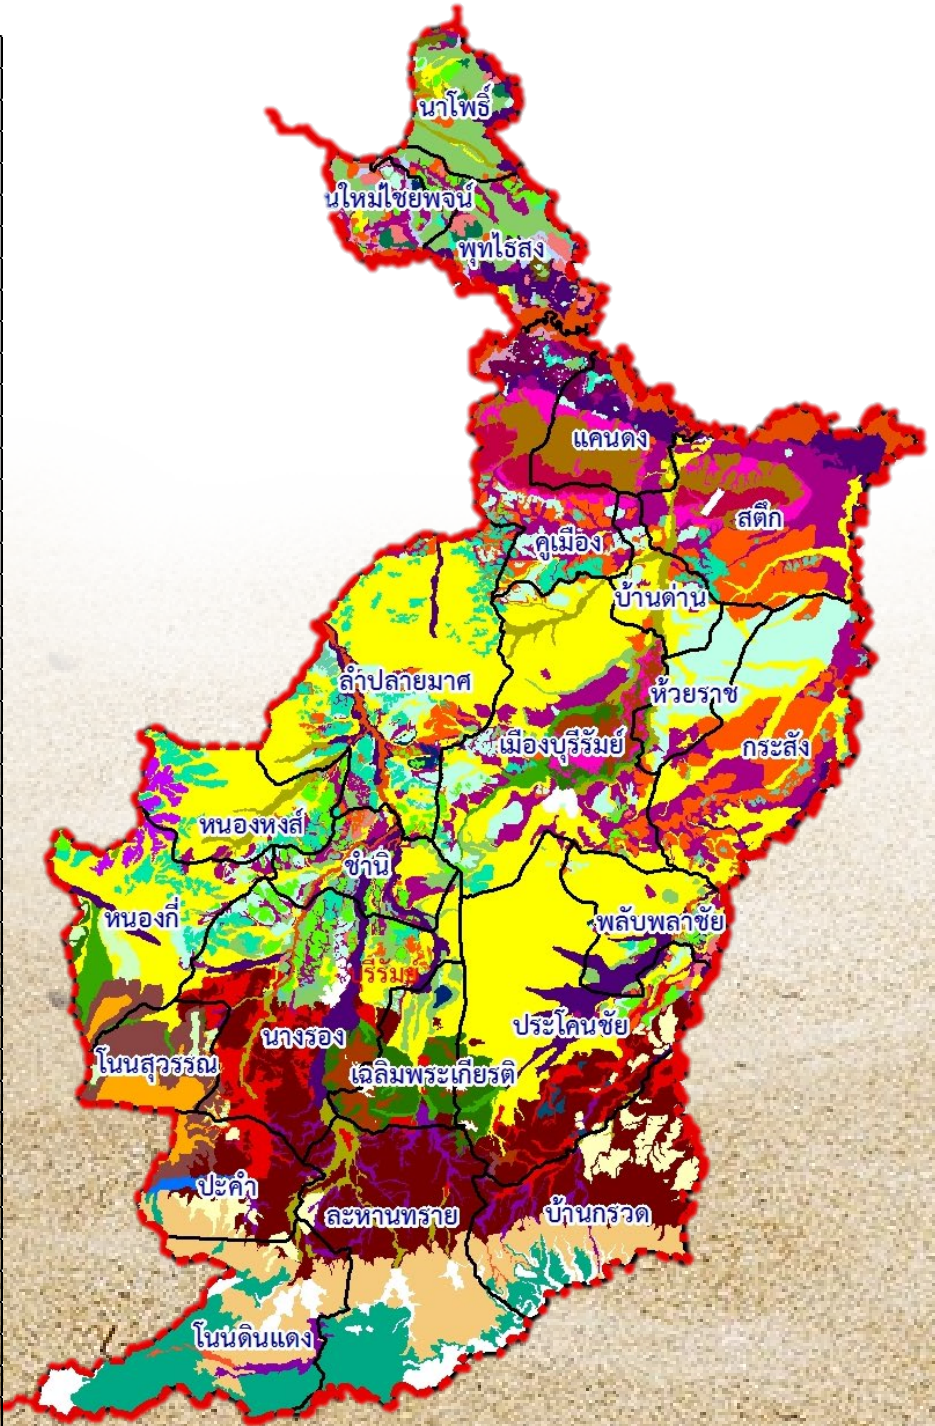 นาโพธิ์
นใหม่ไชยพจน์
พุทไธสง
แคนดง
สตึก
คูเมือง
บ้านด่าน
ลำปลายมาศ
ห้วยราช
เมืองบุรีรัมย์
กระสัง
หนองหงส์
ชำนิ
หนองกี่
พลับพลาชัย
บุรีรัมย์
ประโคนชัย
นางรอง
โนนสุวรรณ
เฉลิมพระเกียรติ
ปะคำ
ละหานทราย
บ้านกรวด
โนนดินแดง